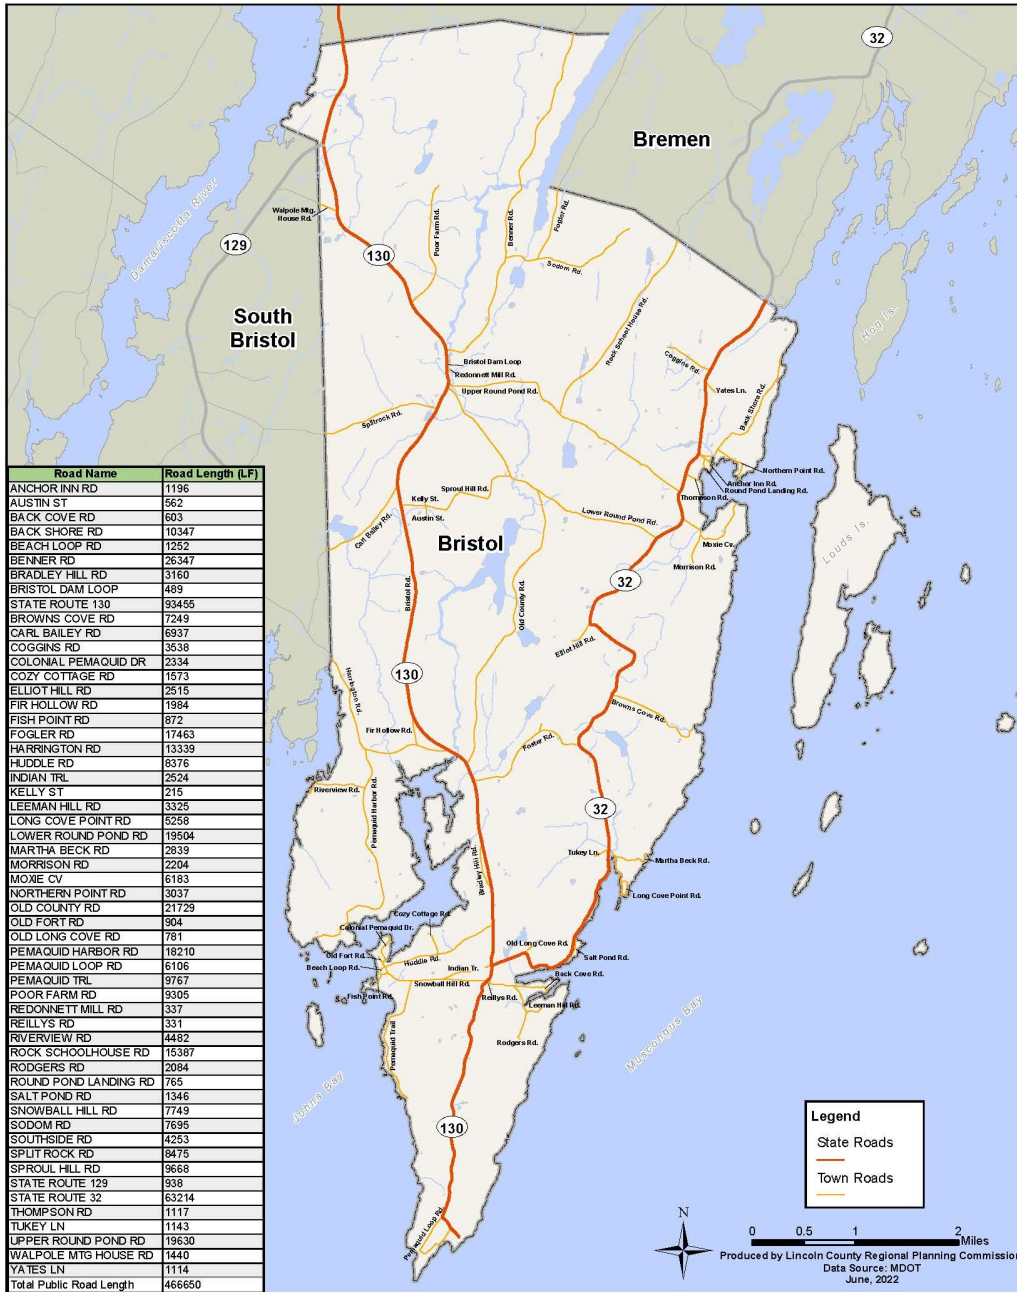 32
Bremen
Damariscotta River
Walpole Mtg.
House Rd.
Poor Farm Rd.
Benner Rd.
Fogler Rd.
129
130
Sodom Rd.
Hog Is.
South
Bristol
Rock School House Rd.
Coggins Rd.
Bristol Dam Loop
Redonnett Mill Rd.
Upper Round Pond Rd.
Yates Ln.
Back Shore Rd.
Splitrock Rd.
Northern Point Rd.
Anchor Inn Rd.
Round Pond Landing Rd.
Thompson Rd.
Sproul Hill Rd.
Kelly St.
Austin St.
Carl Bailey Rd.
Lower Round Pond Rd.
Bristol
Moxie Cv.
Morrison Rd.
Louds Is.
32
Bristol Rd.
Old County Rd.
Elliot Hill Rd.
130
Harrington Rd.
Browns Cove Rd.
Fir Hollow Rd.
Foster Rd.
Riverview Rd.
Pemaquid Harbor Rd.
32
Bradley Hill Rd.
Tukey Ln.
Martha Beck Rd.
Long Cove Point Rd.
Cozy Cottage Rd.
Colonial Pemaquid Dr.
Old Fort Rd.
Huddle Rd.
Old Long Cove Rd.
Salt Pond Rd.
Beach Loop Rd.
Indian Tr.
Back Cove Rd.
Snowball Hill Rd.
Fish Point Rd.
Reillys Rd.
Leeman Hill Rd.
Rodgers Rd.
Pemaquid Trail
Muscongus Bay
Johns Bay
130
Pemaquid Loop Rd.
Road Name Road Length (LF)
ANCHOR INN RD 1196
AUSTIN ST 562
BACK COVE RD 603
BACK SHORE RD 10347
BEACH LOOP RD 1252
BENNER RD 26347
BRADLEY HILL RD 3160
BRISTOL DAM LOOP 489
STATE ROUTE 130 93455
BROWNS COVE RD 7249
CARL BAILEY RD 6937
COGGINS RD 3538
COLONIAL PEMAQUID DR 2334
COZY COTTAGE RD 1573
ELLIOT HILL RD 2515
FIR HOLLOW RD 1984
FISH POINT RD 872
FOGLER RD 17463
HARRINGTON RD 13339
HUDDLE RD 8376
INDIAN TRL 2524
KELLY ST 215
LEEMAN HILL RD 3325
LONG COVE POINT RD 5258
LOWER ROUND POND RD 19504
MARTHA BECK RD 2839
MORRISON RD 2204
MOXIE CV 6183
NORTHERN POINT RD 3037
OLD COUNTY RD 21729
OLD FORT RD 904
OLD LONG COVE RD 781
PEMAQUID HARBOR RD 18210
PEMAQUID LOOP RD 6106
PEMAQUID TRL 9767
POOR FARM RD 9305
REDONNETT MILL RD 337
REILLYS RD 331
RIVERVIEW RD 4482
ROCK SCHOOLHOUSE RD 15387
RODGERS RD 2084
ROUND POND LANDING RD 765
SALT POND RD 1346
SNOWBALL HILL RD 7749
SODOM RD 7695
SOUTHSIDE RD 4253
SPLIT ROCK RD 8475
SPROUL HILL RD 9668
STATE ROUTE 129 938
STATE ROUTE 32 63214
THOMPSON RD 1117
TUKEY LN 1143
UPPER ROUND POND RD 19630
WALPOLE MTG HOUSE RD 1440
YATES LN 1114
Total Public Road Length 466650
Legend
State Roads
Town Roads
N
0 0.5 1 2
Miles
Produced by Lincoln County Regional Planning Commission
Data Source: MDOT
June, 2022